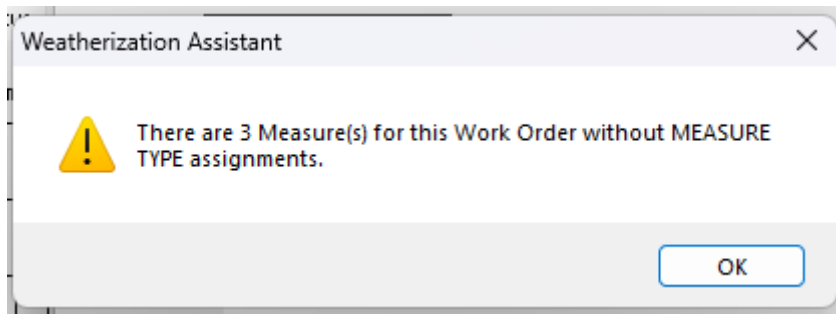 Weatherization Assistant
There are 3 Measure(s) for this Work Order without MEASURE
TYPE assignments.
OK